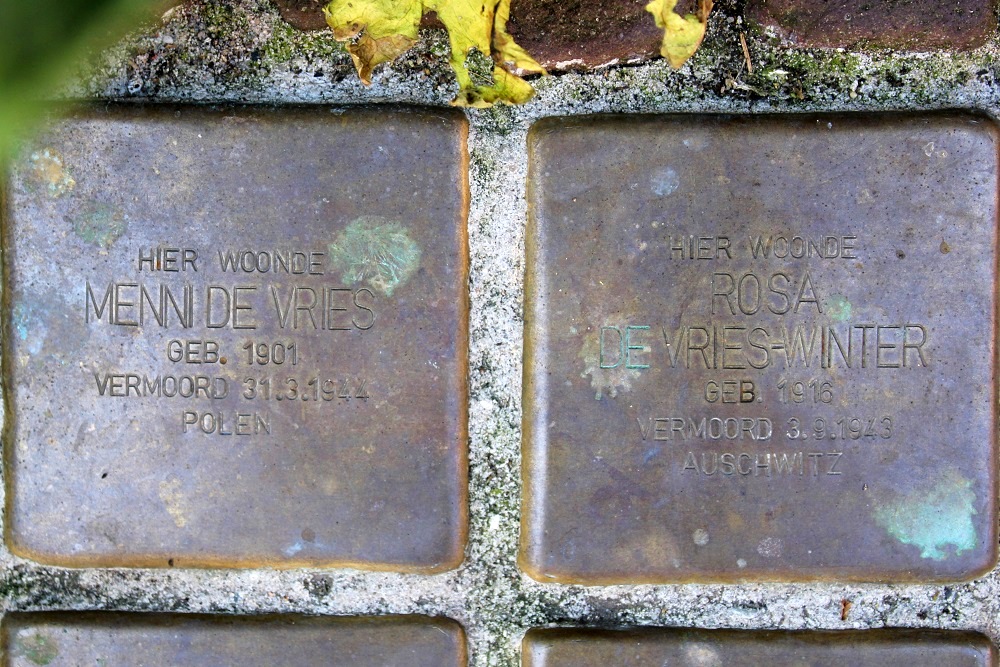 HIER WOONDE
MENNI DE VRIES
GEB. 1901
VERMOORD 31.3.1944
POLEN
HIER WOONDE
ROSA
DE VRIES-WINTER
GEB. 1916
VERMOORD 3.9.1943
AUSCHWITZ